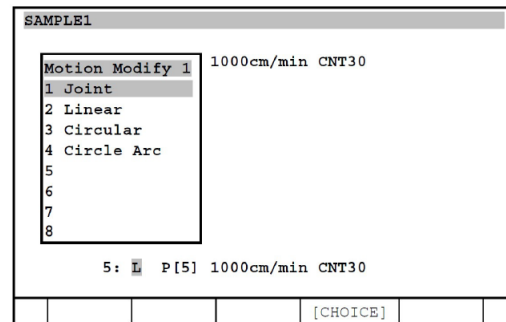 SAMPLE1
1000cm/min CNT30
Motion Modify 1
1 Joint
2 Linear
3 Circular
4 Circle Arc
5
6
7
8
5: L P[5] 1000cm/min CNT30
[CHOICE]